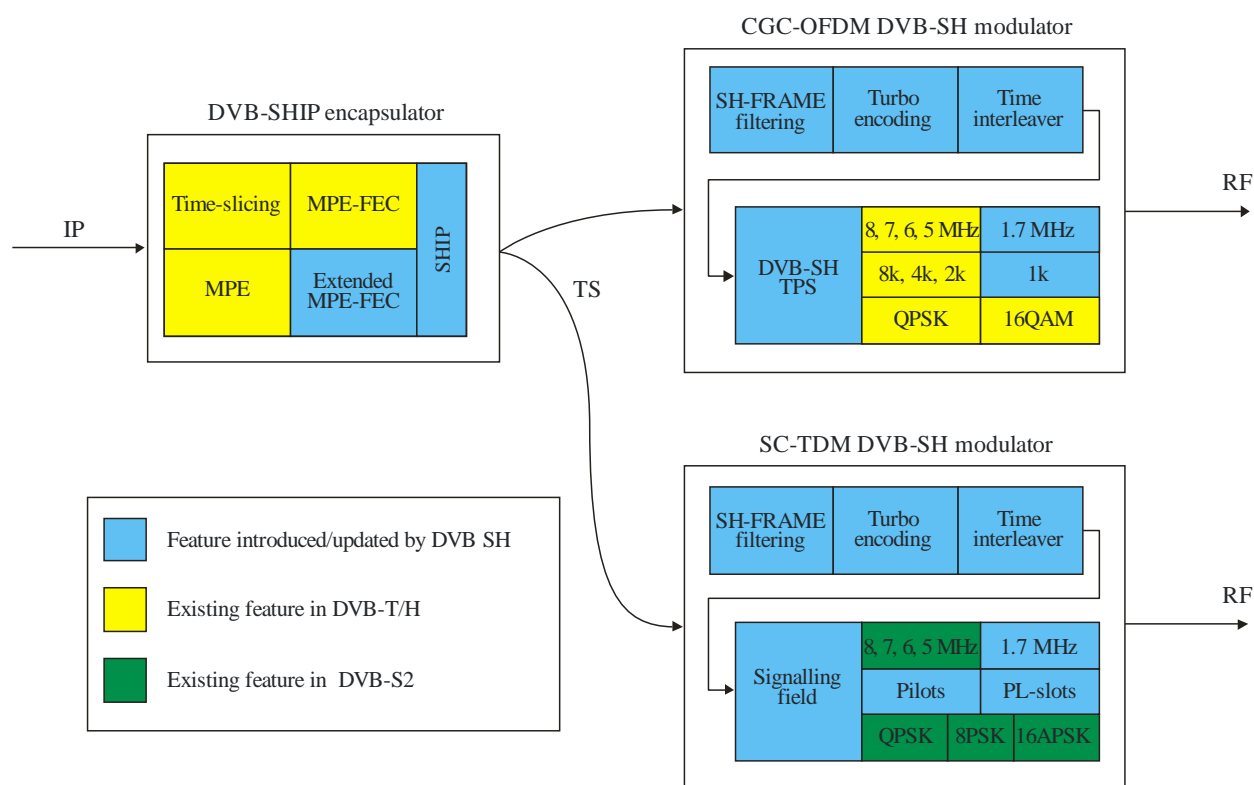 CGC-OFDM DVB-SH modulator
SH-FRAME
filtering
Turbo
encoding
Time
interleaver
DVB-SH
TPS
8, 7, 6, 5 MHz
1.7 MHz
8k, 4k, 2k
1k
QPSK
16QAM
RF
DVB-SHIP encapsulator
IP
Time-slicing
MPE-FEC
MPE
Extended
MPE-FEC
SHIP
TS
SC-TDM DVB-SH modulator
SH-FRAME
filtering
Turbo
encoding
Time
interleaver
Signalling
field
8, 7, 6, 5 MHz
1.7 MHz
Pilots
PL-slots
QPSK
8PSK
16APSK
RF
Feature introduced/updated by DVB SH
Existing feature in DVB-T/H
Existing feature in DVB-S2